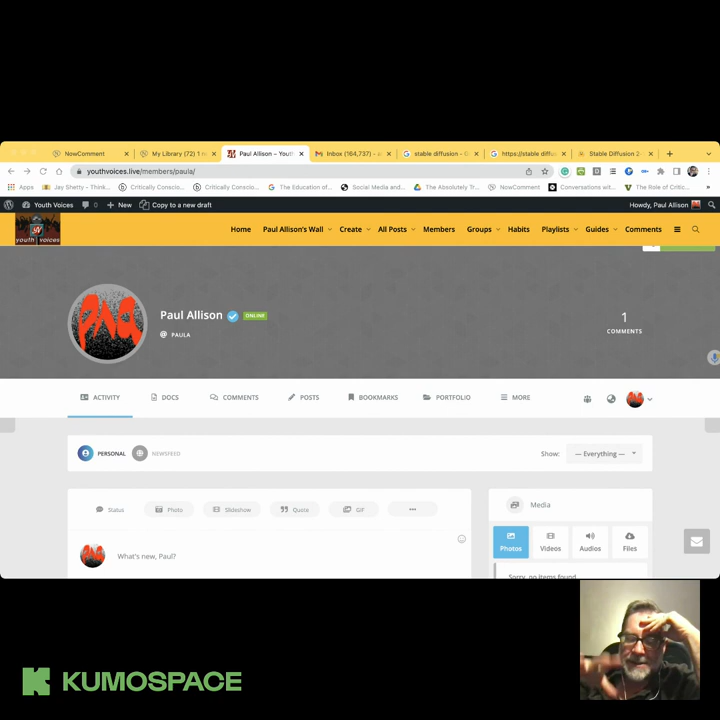 NowComment
My Library (72) 1 n
Paul Allison – Youth
Inbox (164,737) - a
stable diffusion - G
https://stable diffus
Stable Diffusion 2-
youthvoices.live/members/paula/
Apps
Jay Shetty - Think...
Critically Conscio...
Critically Conscio...
The Education of...
Social Media and...
The Absolutely Tr...
NowComment
Conversations wit...
The Role of Critic...
Youth Voices
0
+ New
Copy to a new draft
Howdy, Paul Allison
youth voices
Home
Paul Allison's Wall
Create
All Posts
Members
Groups
Habits
Playlists
Guides
Comments
PAA
Paul Allison
ONLINE
@ PAULA
1
COMMENTS
ACTIVITY
DOCS
COMMENTS
POSTS
BOOKMARKS
PORTFOLIO
MORE
PERSONAL
NEWSFEED
Show:
— Everything —
Status
Photo
Slideshow
Quote
GIF
Media
What's new, Paul?
Photos
Videos
Audios
Files
Sorry, no items found.
KUMOSPACE